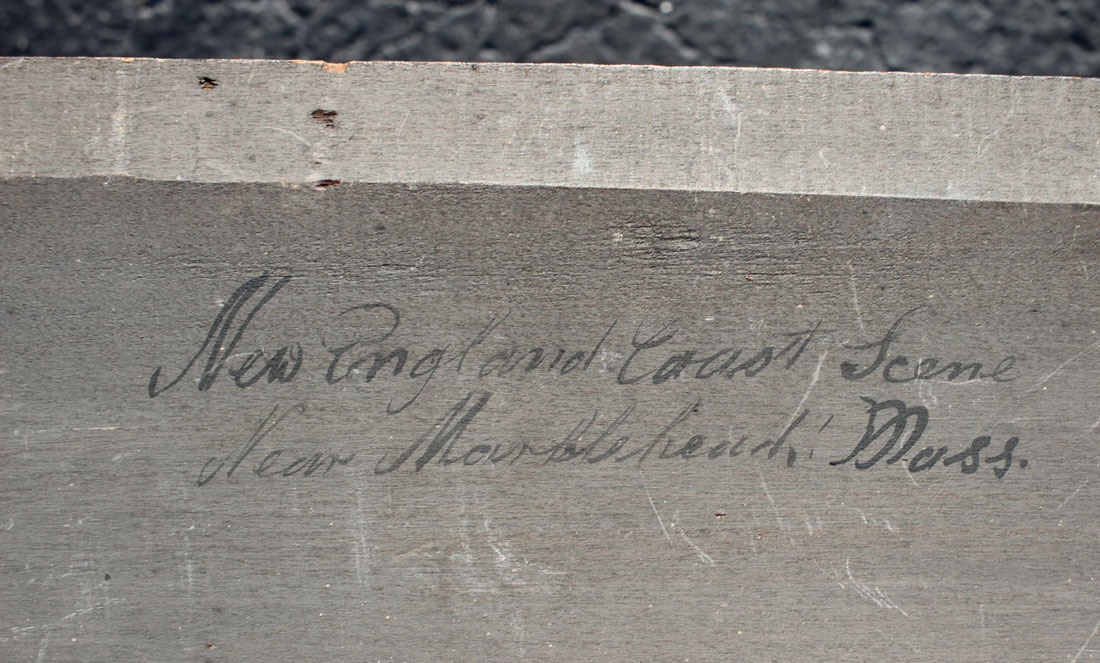 New England Coast Scene
Near Marblehead, Mass.